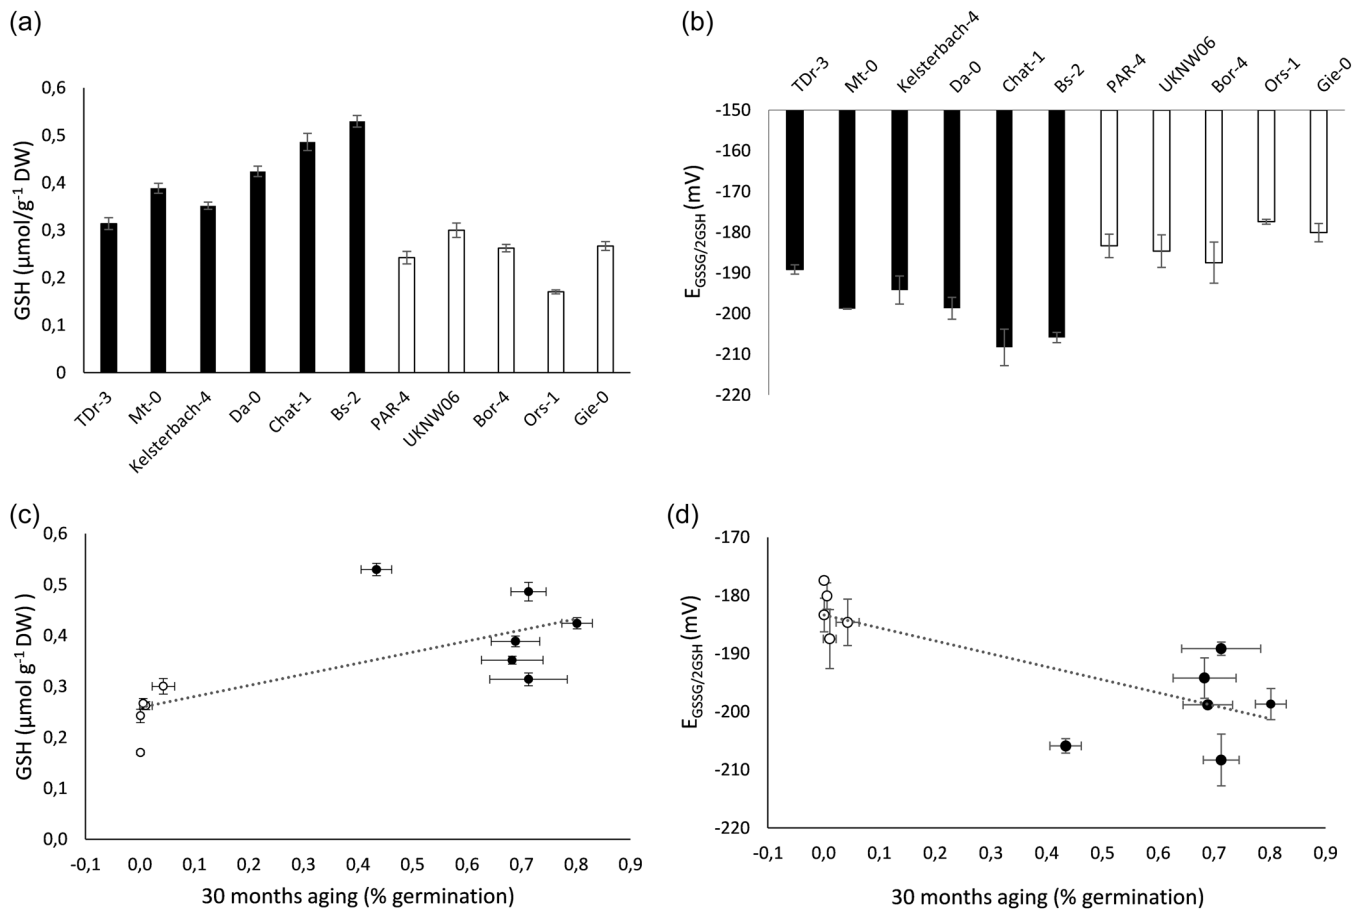 (a)
GSH (µmol/g⁻¹ DW)
0,6
0,5
0,4
0,3
0,2
0,1
0
TDr-3 Mt-0 Kelsterbach-4 Da-0 Chat-1 Bs-2 PAR-4 UKNW06 Bor-4 Ors-1 Gie-0
(b)
TDr-3 Mt-0 Kelsterbach-4 Da-0 Chat-1 Bs-2 PAR-4 UKNW06 Bor-4 Ors-1 Gie-0
E_GSSG/2GSH (mV)
-150
-160
-170
-180
-190
-200
-210
-220
(c)
GSH (µmol g⁻¹ DW) )
0,6
0,5
0,4
0,3
0,2
0,1
0,0
-0,1 0,0 0,1 0,2 0,3 0,4 0,5 0,6 0,7 0,8 0,9
30 months aging (% germination)
(d)
E_GSSG/2GSH (mV)
-170
-180
-190
-200
-210
-220
-0,1 0,0 0,1 0,2 0,3 0,4 0,5 0,6 0,7 0,8 0,9
30 months aging (% germination)